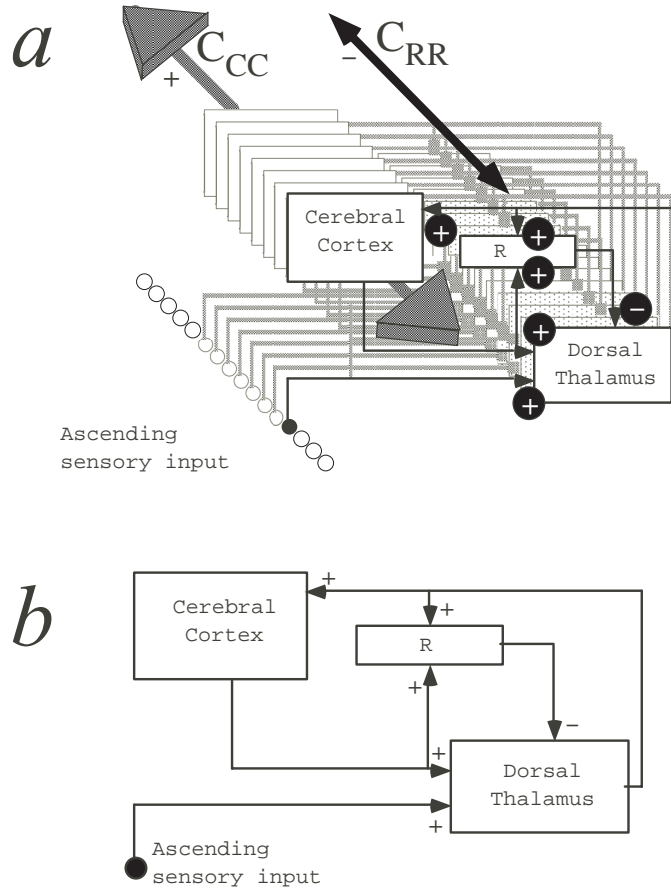 a
C_CC
+
C_RR
−
Cerebral
Cortex
+
R
+
+
−
+
Dorsal
Thalamus
+
Ascending
sensory input
b
Cerebral
Cortex
+
+
R
+
−
+
Dorsal
Thalamus
+
Ascending
sensory input